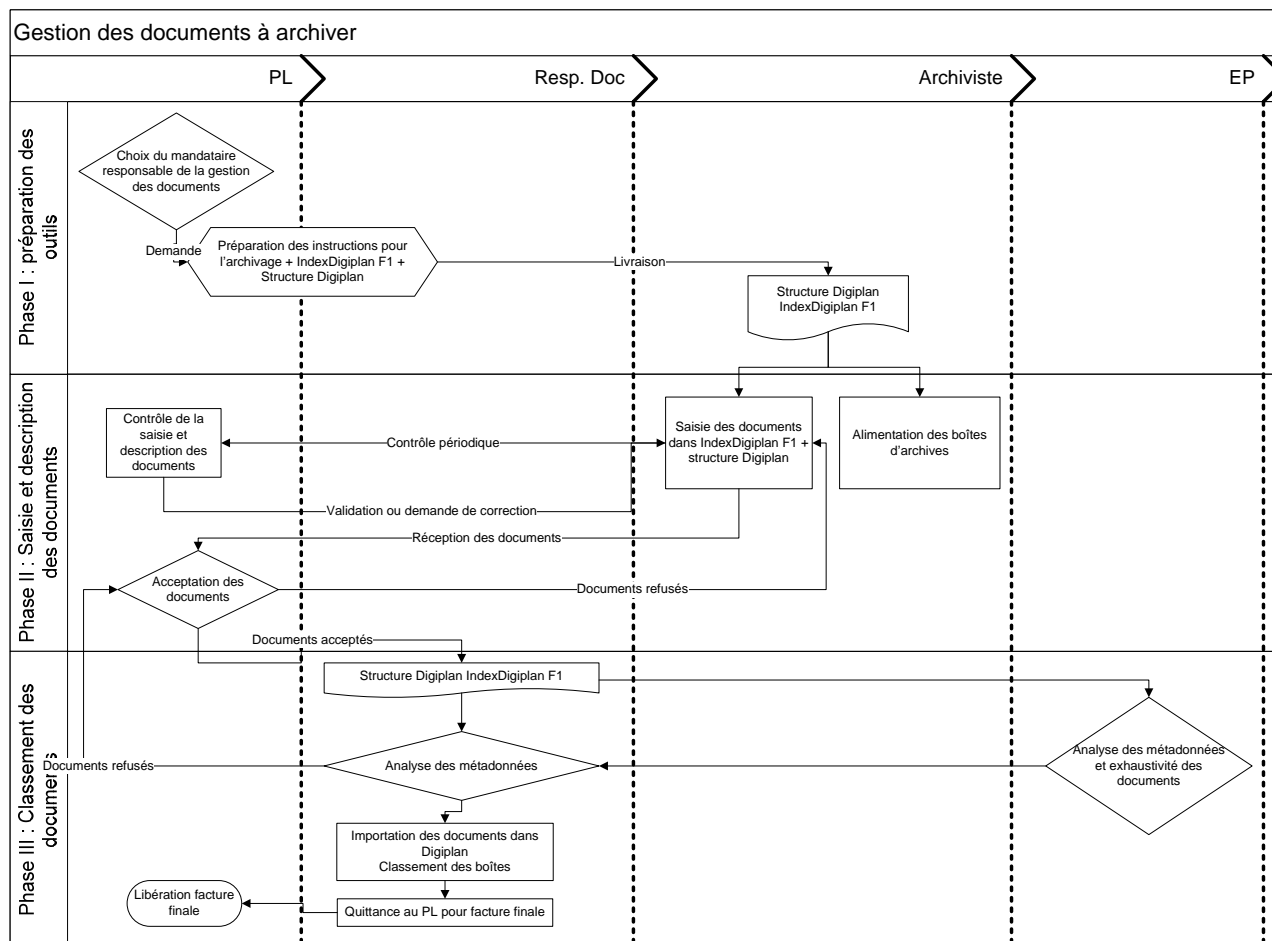 Gestion des documents à archiver
PL
Resp. Doc
Archiviste
EP
Phase I : préparation des
outils
Choix du mandataire
responsable de la gestion
des documents
Demande
Préparation des instructions pour
l'archivage + IndexDigiplan F1 +
Structure Digiplan
Livraison
Structure Digiplan
IndexDigiplan F1
Phase II : Saisie et description
des documents
Contrôle de la
saisie et
description des
documents
Contrôle périodique
Saisie des documents
dans IndexDigiplan F1 +
structure Digiplan
Alimentation des boîtes
d'archives
Validation ou demande de correction
Réception des documents
Acceptation des
documents
Documents refusés
Documents acceptés
Phase III : Classement des
documents
Structure Digiplan IndexDigiplan F1
Documents refusés
Analyse des métadonnées
Analyse des métadonnées
et exhaustivité des
documents
Importation des documents dans
Digiplan
Classement des boîtes
Libération facture
finale
Quittance au PL pour facture finale